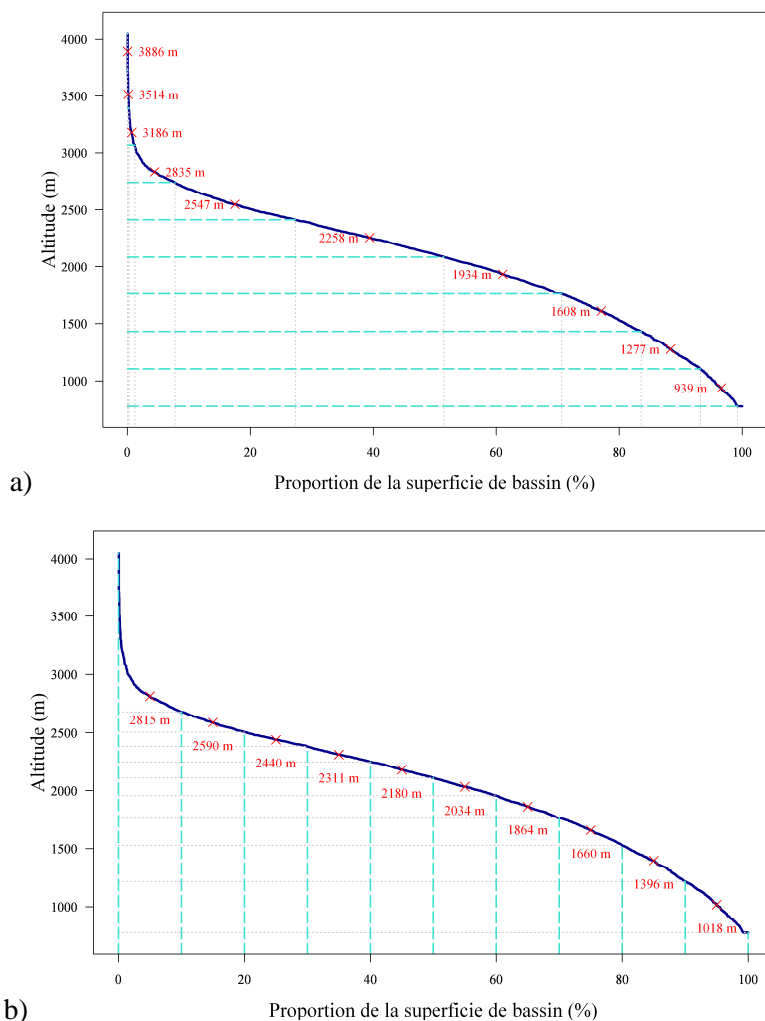 4000
3886 m
3500
3514 m
3186 m
3000
2835 m
2500
2547 m
2258 m
2000
1934 m
1500
1608 m
1277 m
1000
939 m
Altitude (m)
0 20 40 60 80 100
Proportion de la superficie de bassin (%)
a)
4000
3500
3000
2815 m
2500
2590 m
2440 m
2311 m
2180 m
2000
2034 m
1864 m
1500
1660 m
1396 m
1000
1018 m
Altitude (m)
0 20 40 60 80 100
Proportion de la superficie de bassin (%)
b)